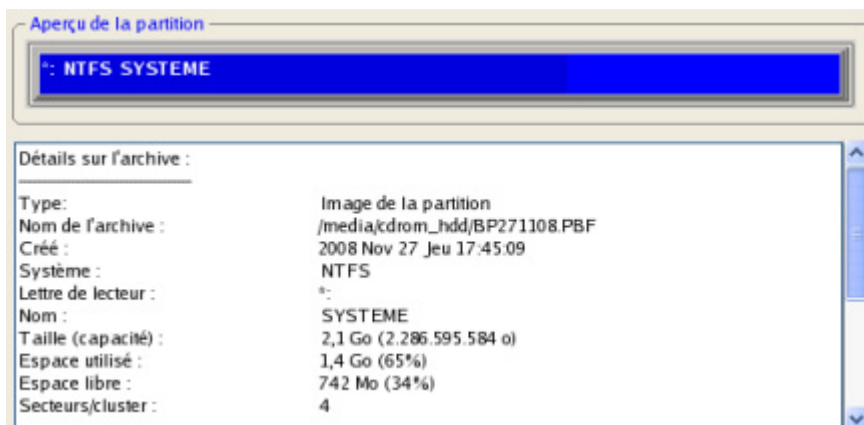 Aperçu de la partition
*: NTFS SYSTEME
Détails sur l'archive :
Type: Image de la partition
Nom de l'archive : /media/cdrom_hdd/BP271108.PBF
Créé : 2008 Nov 27 Jeu 17:45:09
Système : NTFS
Lettre de lecteur : *:
Nom : SYSTEME
Taille (capacité) : 2,1 Go (2.286.595.584 o)
Espace utilisé : 1,4 Go (65%)
Espace libre : 742 Mo (34%)
Secteurs/cluster : 4